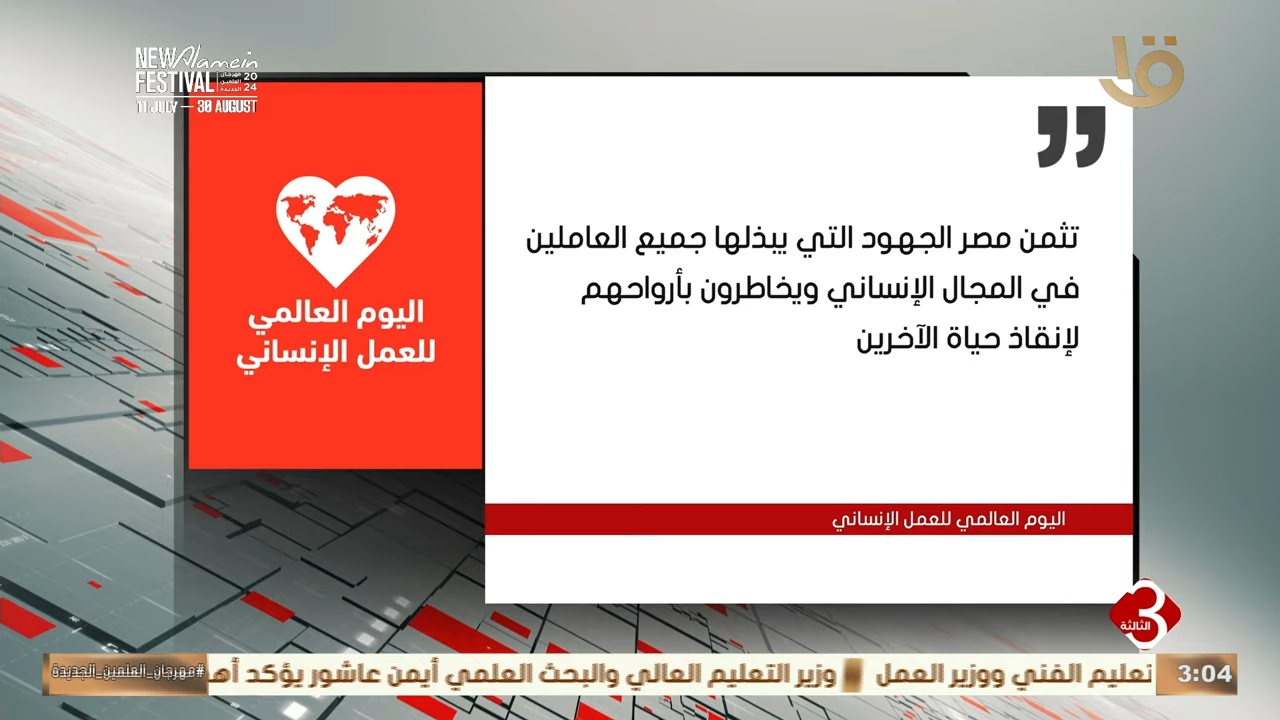 NEW Alamein
FESTIVAL مهرجان العلمين الجديدة 2024
11 JULY — 30 AUGUST
تثمن مصر الجهود التي يبذلها جميع العاملين
في المجال الإنساني ويخاطرون بأرواحهم
لإنقاذ حياة الآخرين
اليوم العالمي
للعمل الإنساني
اليوم العالمي للعمل الإنساني
3 الثالثة
تعليم الفني ووزير العمل
وزير التعليم العالي والبحث العلمي أيمن عاشور يؤكد أه
#مهرجان_العلمين_الجديدة
3:04